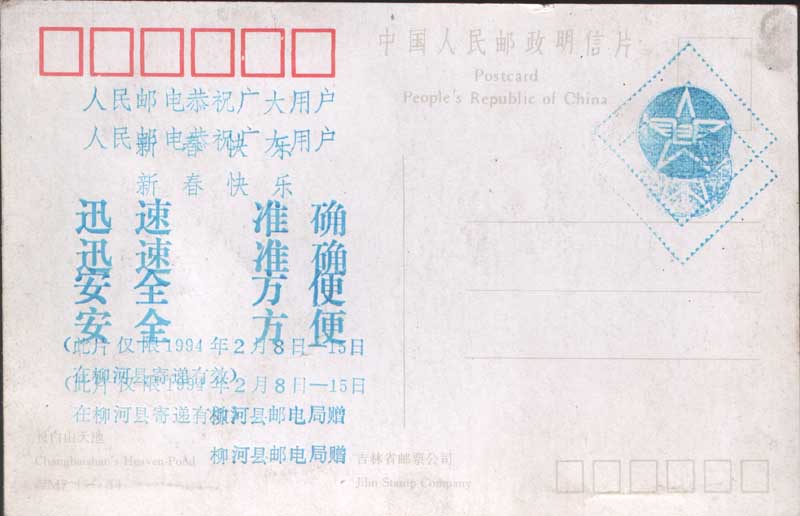 中国人民邮政明信片
Postcard
People's Republic of China
人民邮电恭祝广大用户
人民邮电恭祝广大用户
新春快乐
新春快乐
迅速 准确
迅速 准确
安全 方便
安全 方便
(此片仅限1994年2月8日—15日
在柳河县寄递有效)
(此片仅限1994年2月8日—15日
在柳河县寄递有效)
柳河县邮电局赠
柳河县邮电局赠
长白山天池
Changbaishan's Heaven Pond
吉林省邮票公司
Jilin Stamp Company